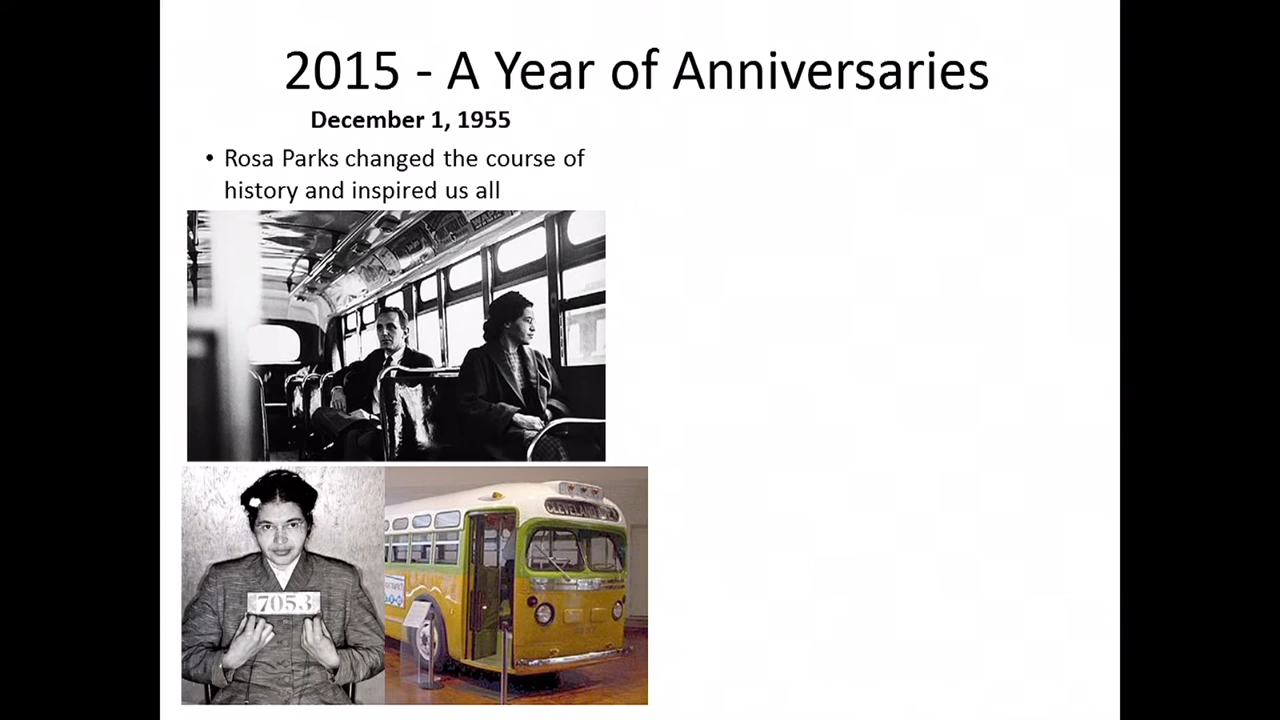 2015 - A Year of Anniversaries
December 1, 1955
• Rosa Parks changed the course of
history and inspired us all
CLEVELAND
7053